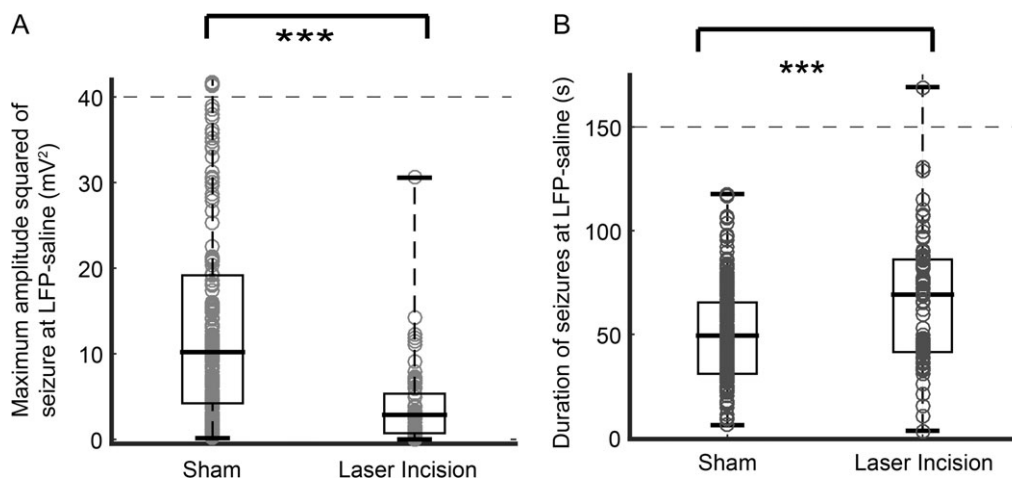 A
***
Maximum amplitude squared of
seizure at LFP-saline (mV²)
40
30
20
10
0
Sham
Laser Incision
B
***
Duration of seizures at LFP-saline (s)
150
100
50
0
Sham
Laser Incision